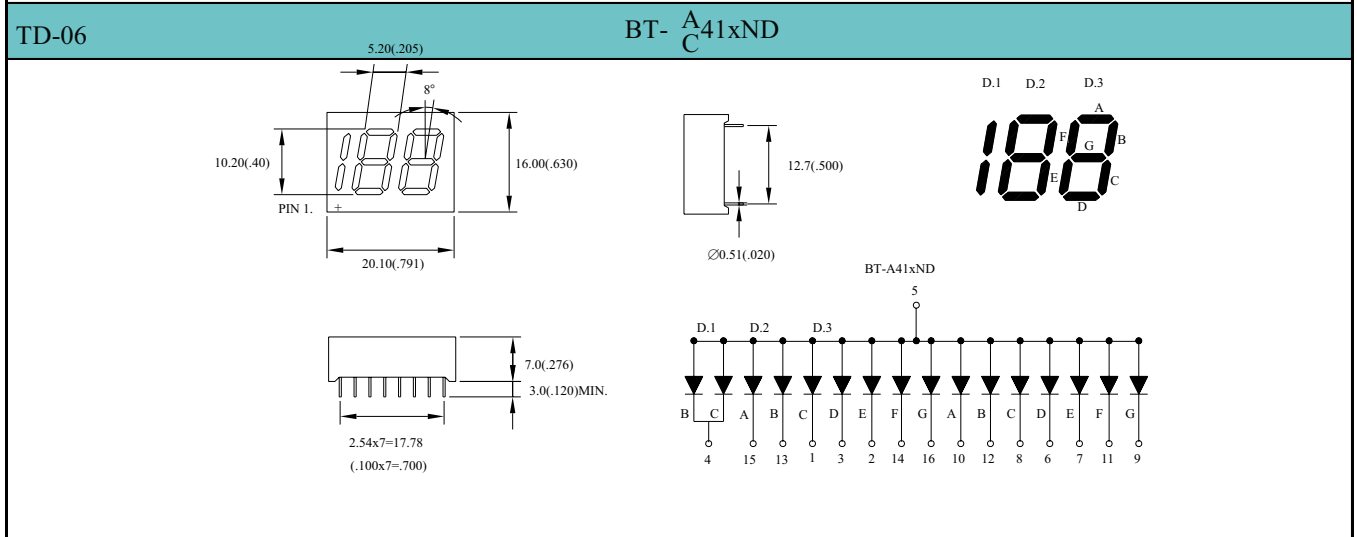 TD-06
BT- A/C 41xND
5.20(.205)
8°
10.20(.40)
16.00(.630)
PIN 1.
+
20.10(.791)
12.7(.500)
∅0.51(.020)
D.1 D.2 D.3
A
F B
G
E C
D
7.0(.276)
3.0(.120)MIN.
2.54x7=17.78
(.100x7=.700)
BT-A41xND
5
D.1 D.2 D.3
B C A B C D E F G A B C D E F G
4 15 13 1 3 2 14 16 10 12 8 6 7 11 9